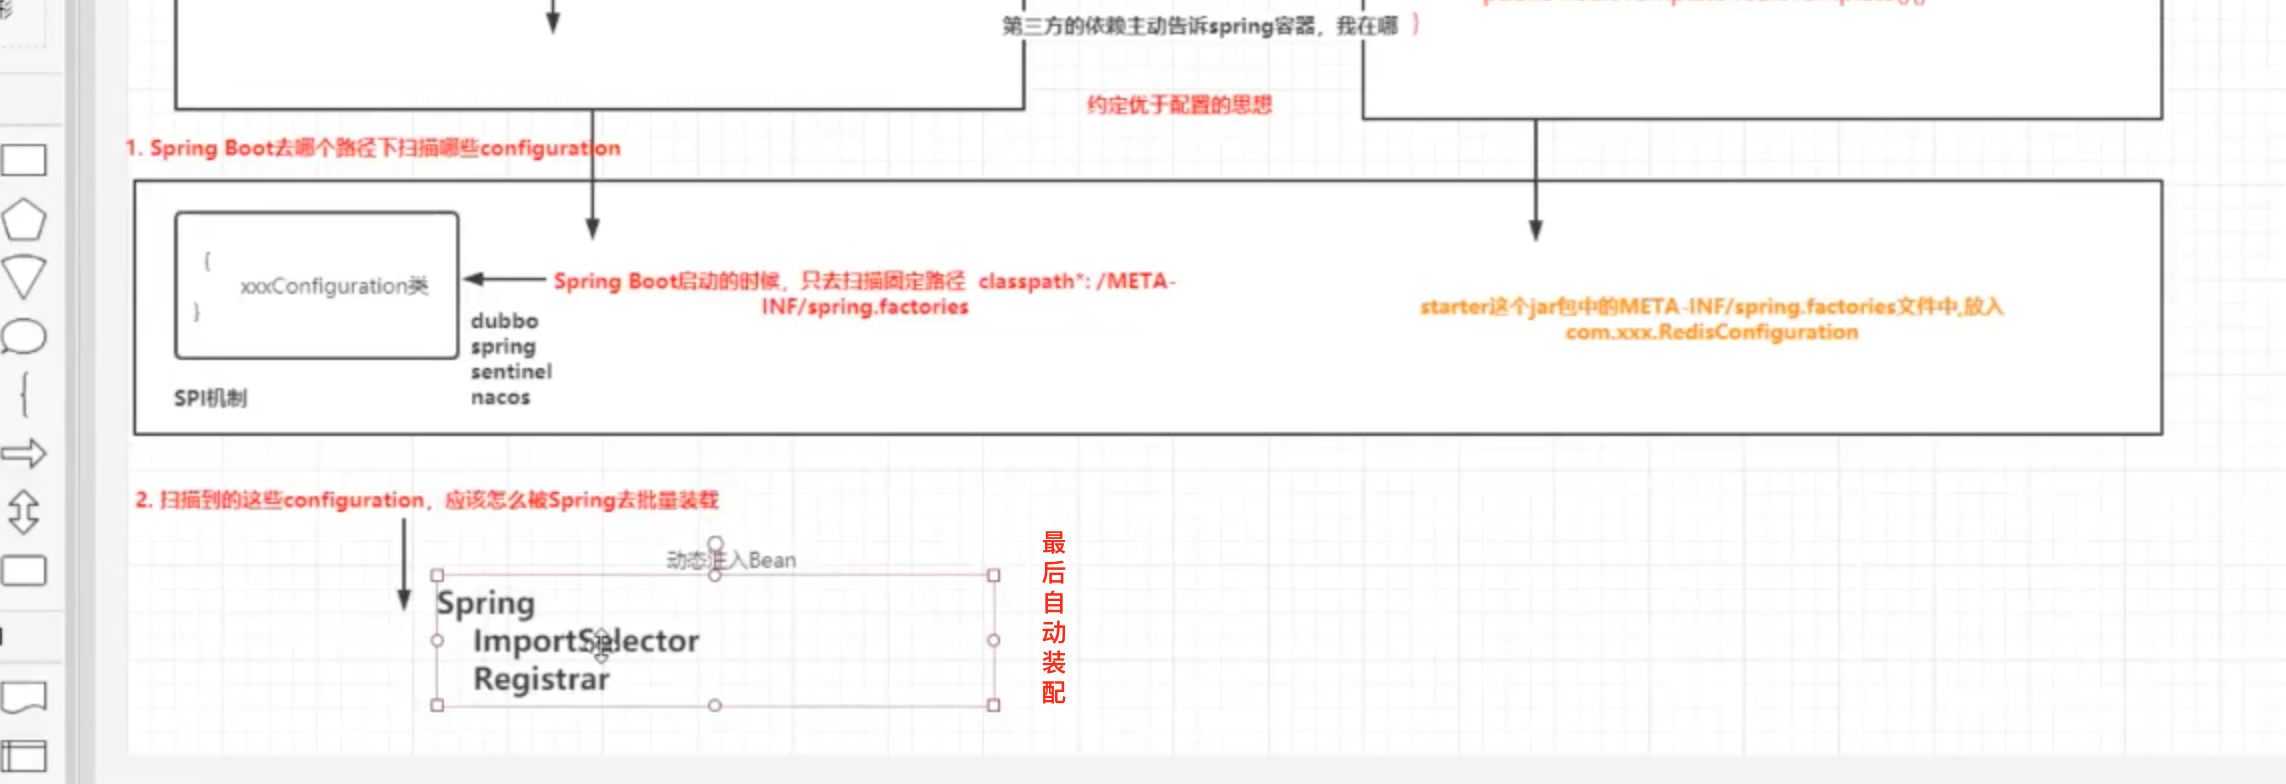 第三方的依赖主动告诉spring容器，我在哪 }
约定优于配置的思想
1. Spring Boot去哪个路径下扫描哪些configuration
{
xxxConfiguration类
}
SPI机制
Spring Boot启动的时候，只去扫描固定路径 classpath*: /META-
INF/spring.factories
dubbo
spring
sentinel
nacos
starter这个jar包中的META-INF/spring.factories文件中,放入
com.xxx.RedisConfiguration
2. 扫描到的这些configuration，应该怎么被Spring去批量装载
动态注入Bean
Spring
ImportSelector
Registrar
最
后
自
动
装
配